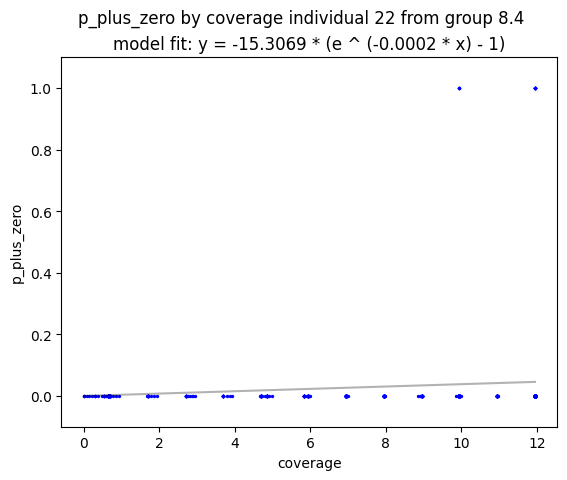 p_plus_zero by coverage individual 22 from group 8.4
model fit: y = -15.3069 * (e ^ (-0.0002 * x) - 1)
1.0
0.8
0.6
0.4
0.2
0.0
p_plus_zero
0 2 4 6 8 10 12
coverage